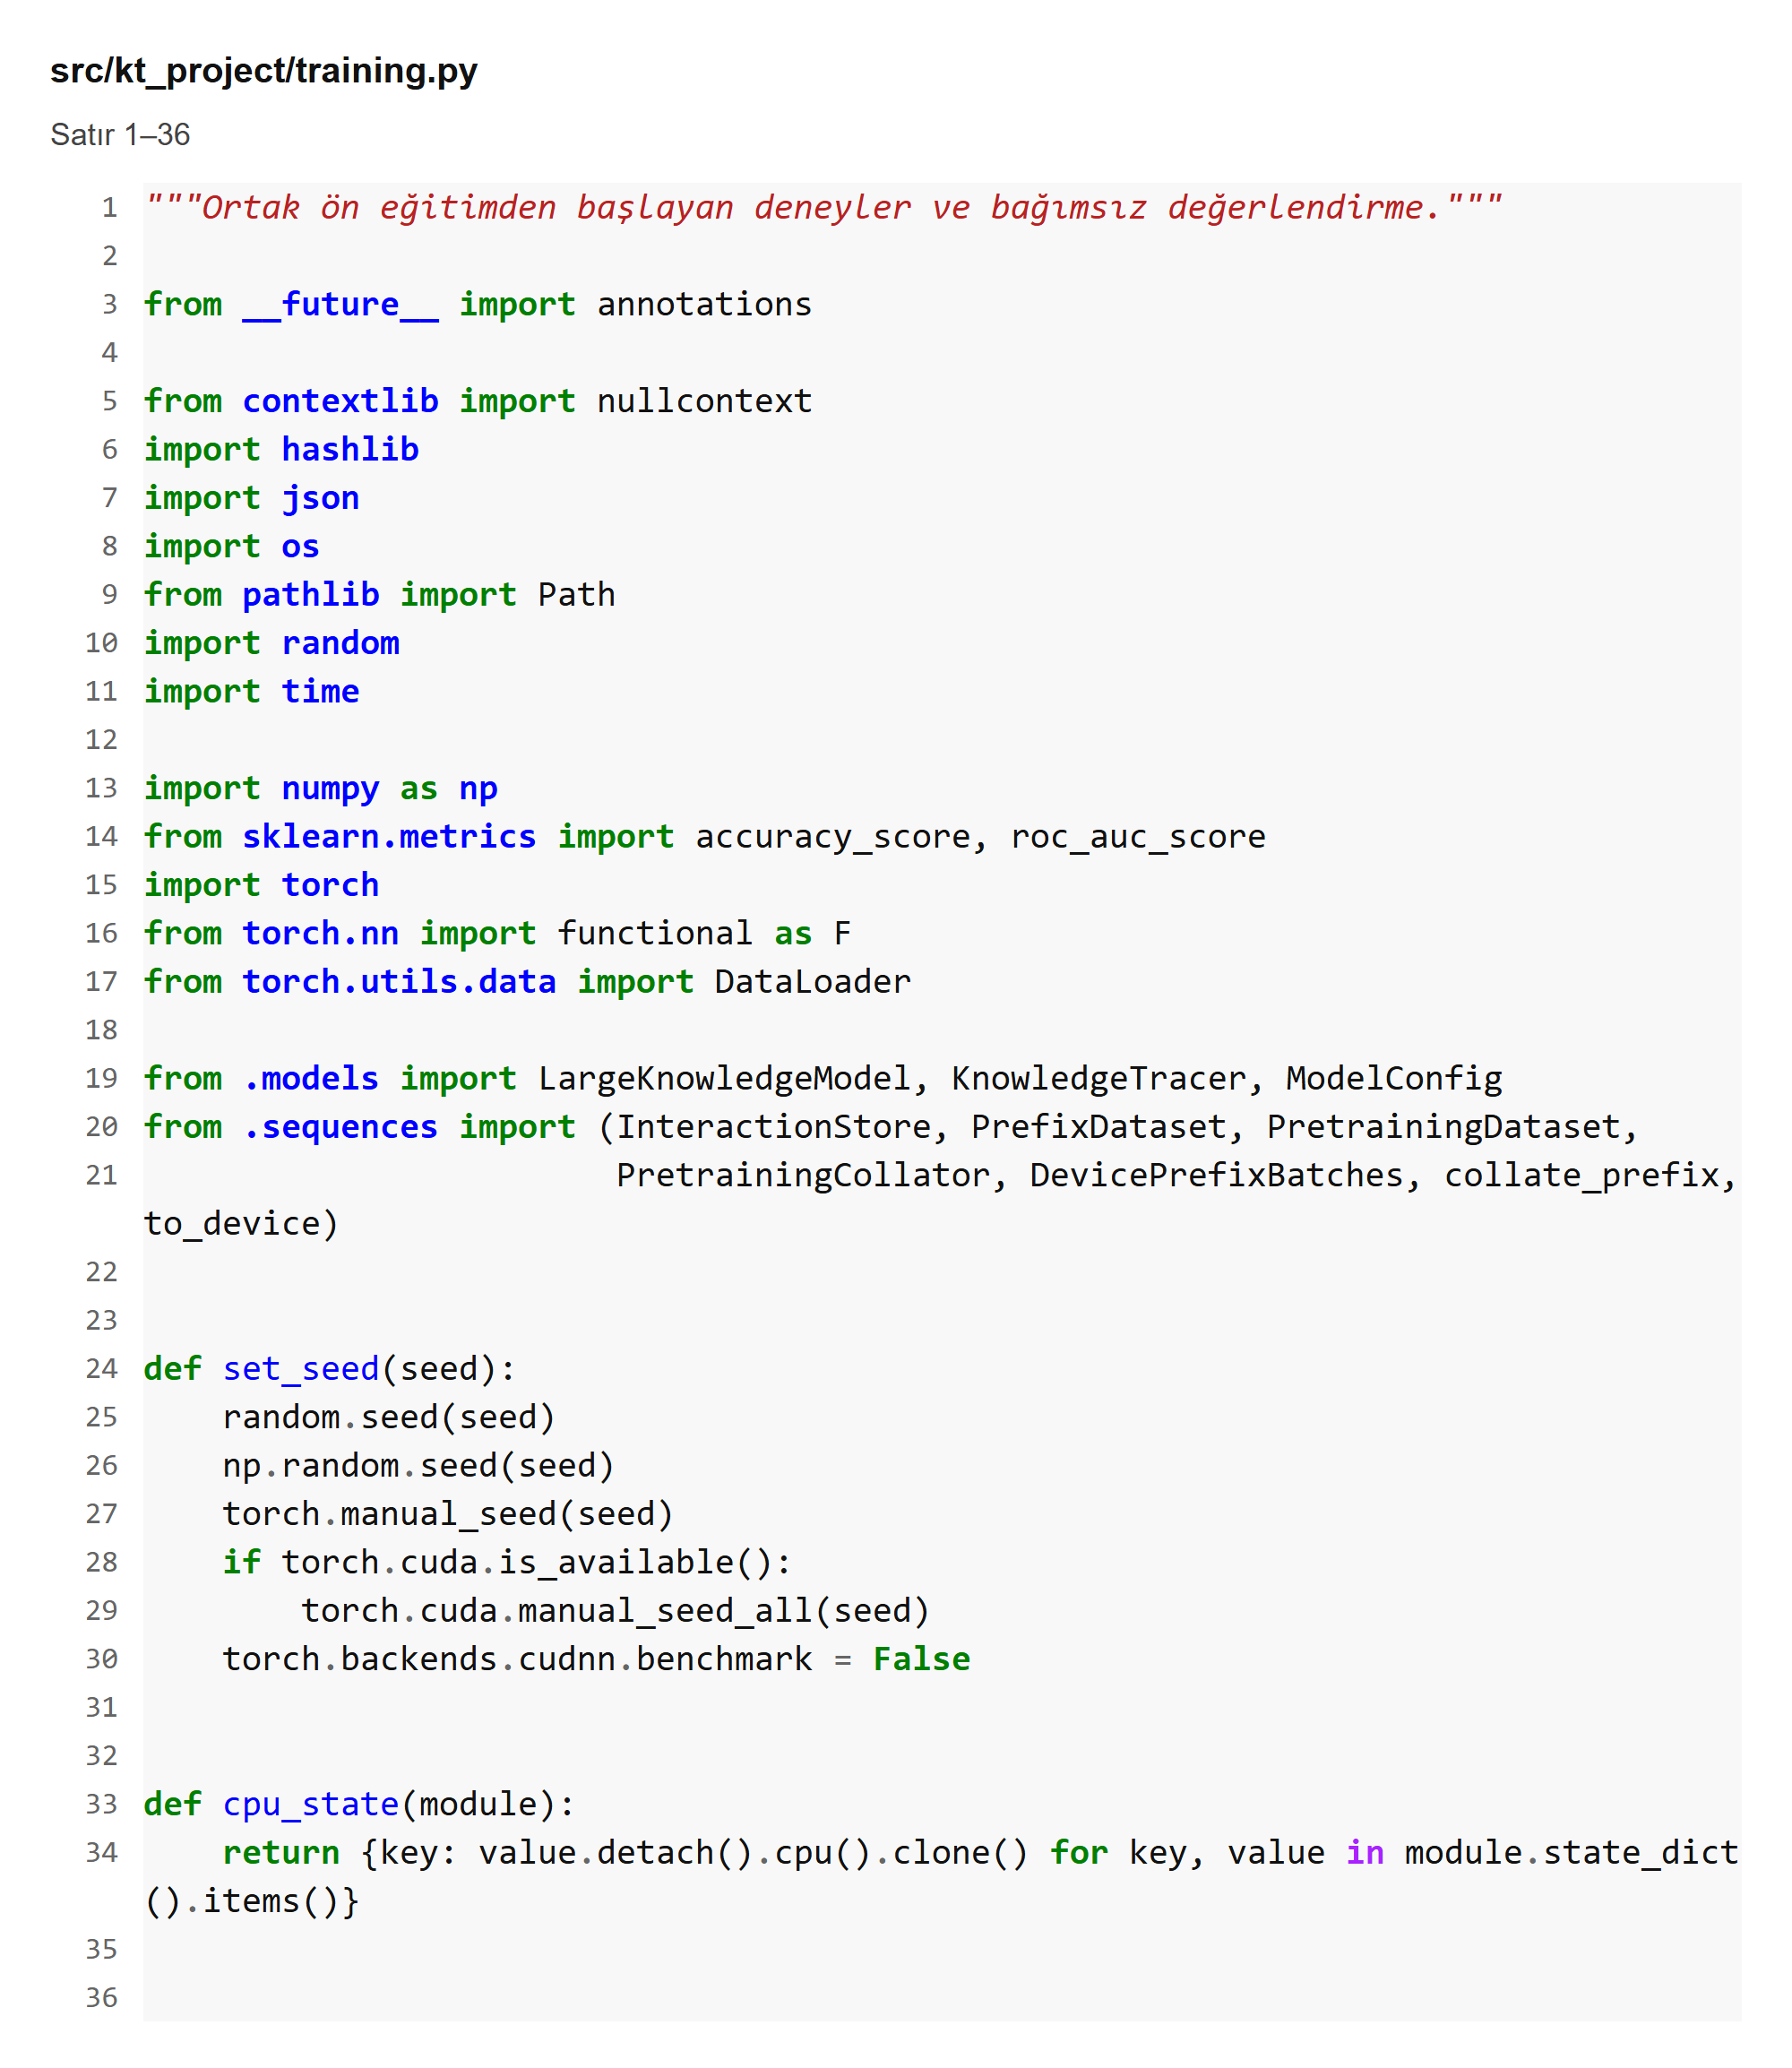 src/kt_project/training.py
Satır 1–36
1 """Ortak ön eğitimden başlayan deneyler ve bağımsız değerlendirme."""
2
3 from __future__ import annotations
4
5 from contextlib import nullcontext
6 import hashlib
7 import json
8 import os
9 from pathlib import Path
10 import random
11 import time
12
13 import numpy as np
14 from sklearn.metrics import accuracy_score, roc_auc_score
15 import torch
16 from torch.nn import functional as F
17 from torch.utils.data import DataLoader
18
19 from .models import LargeKnowledgeModel, KnowledgeTracer, ModelConfig
20 from .sequences import (InteractionStore, PrefixDataset, PretrainingDataset,
21                         PretrainingCollator, DevicePrefixBatches, collate_prefix,
to_device)
22
23
24 def set_seed(seed):
25     random.seed(seed)
26     np.random.seed(seed)
27     torch.manual_seed(seed)
28     if torch.cuda.is_available():
29         torch.cuda.manual_seed_all(seed)
30     torch.backends.cudnn.benchmark = False
31
32
33 def cpu_state(module):
34     return {key: value.detach().cpu().clone() for key, value in module.state_dict
().items()}
35
36